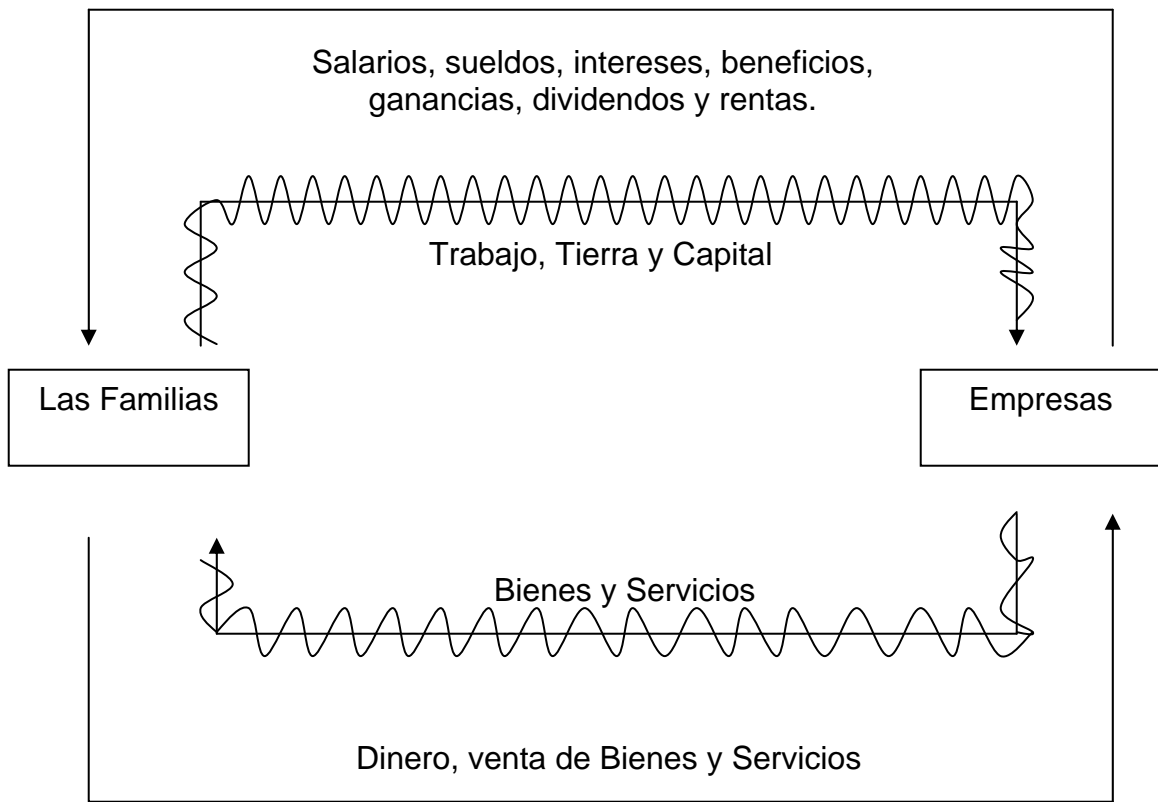 Salarios, sueldos, intereses, beneficios,
ganancias, dividendos y rentas.
Trabajo, Tierra y Capital
Las Familias
Empresas
Bienes y Servicios
Dinero, venta de Bienes y Servicios